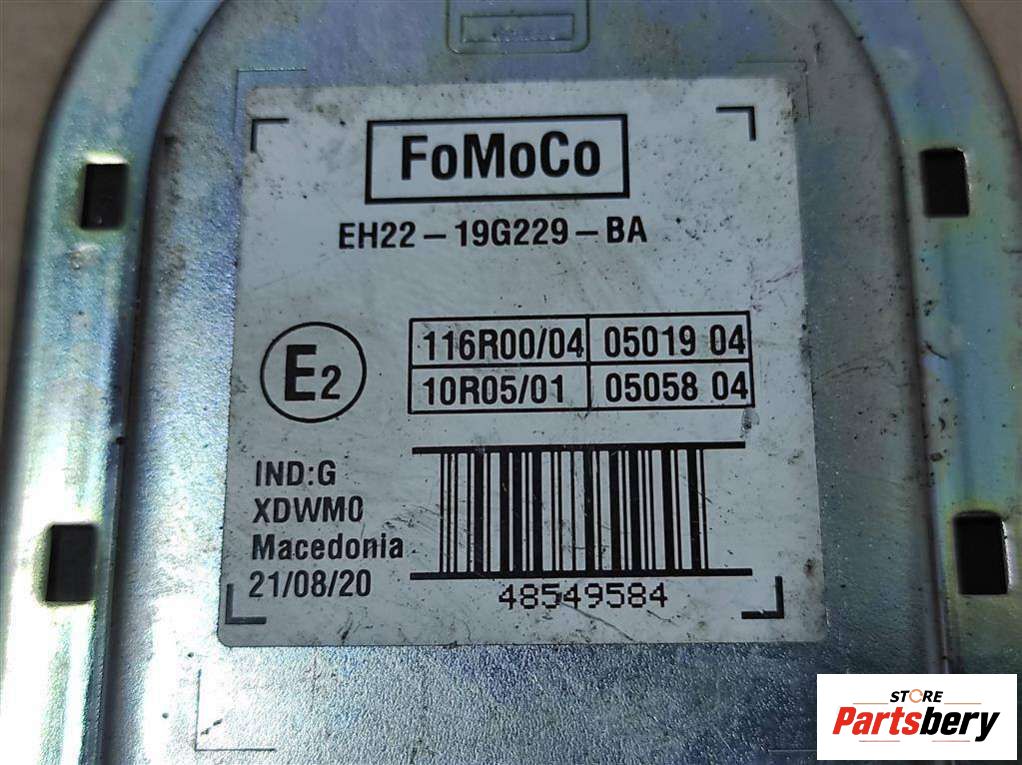 FoMoCo
EH22-19G229-BA
E2
116R00/04 05019 04
10R05/01 05058 04
IND:G
XDWM0
Macedonia
21/08/20
48549584
STORE
Partsbery